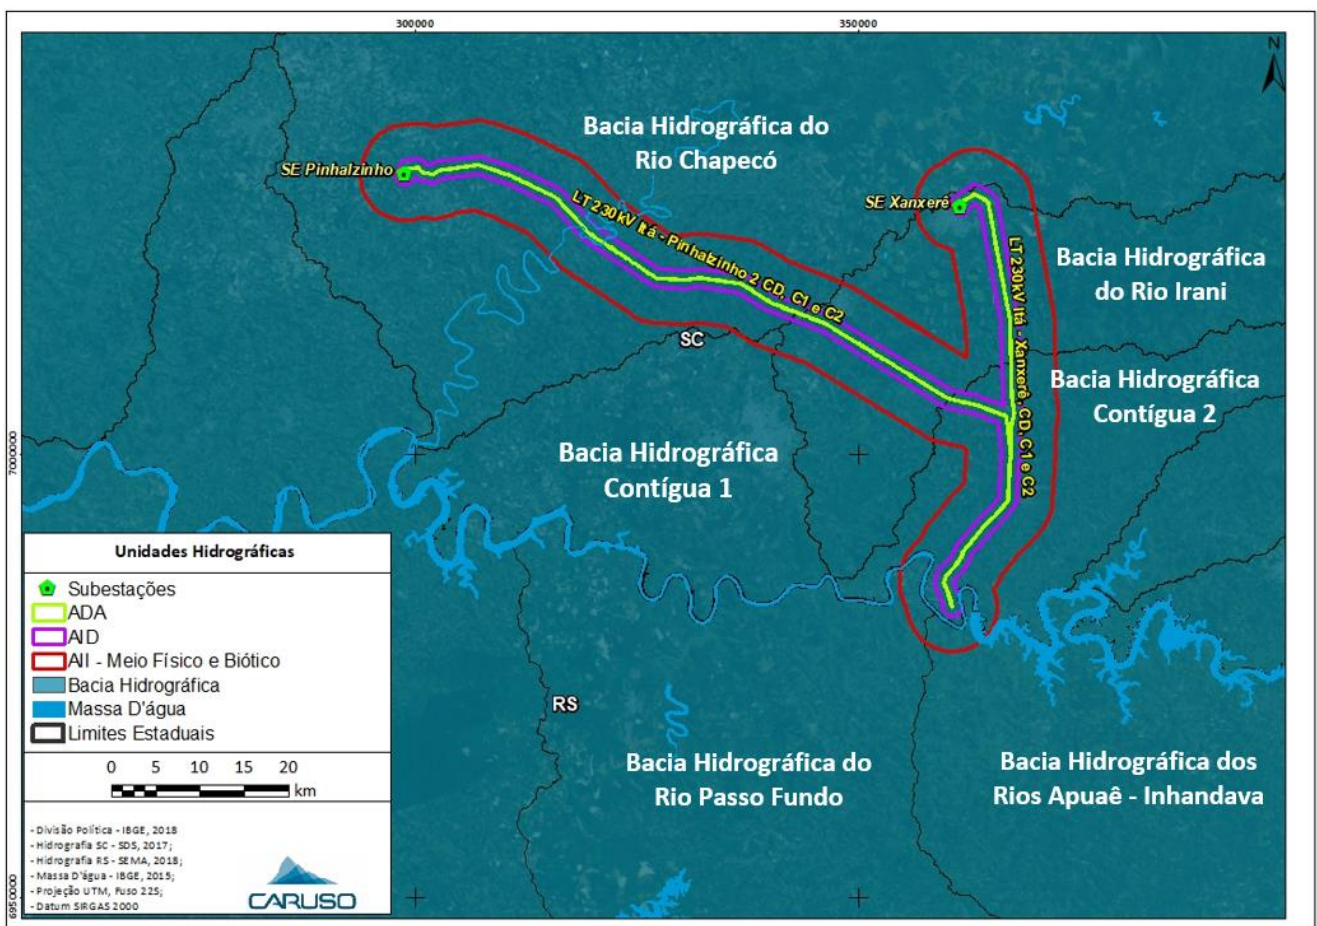 300000
350000
N
Bacia Hidrográfica do
Rio Chapecó
SE Pinhalzinho
SE Xanxerê
LT 230kV Itá - Pinhalzinho 2 CD, C1 e C2
LT 230kV Itá - Xanxerê, CD, C1 e C2
Bacia Hidrográfica
do Rio Irani
SC
Bacia Hidrográfica
Contígua 2
Bacia Hidrográfica
Contígua 1
7000000
Unidades Hidrográficas
Subestações
ADA
AID
AII - Meio Físico e Biótico
Bacia Hidrográfica
Massa D'água
Limites Estaduais
0 5 10 15 20
km
RS
Bacia Hidrográfica do
Rio Passo Fundo
Bacia Hidrográfica dos
Rios Apuaê - Inhandava
- Divisão Política - IBGE, 2018
- Hidrografia SC - SDS, 2017;
- Hidrografia RS - SEMA, 2018;
- Massa D'água - IBGE, 2015;
- Projeção UTM, Fuso 22S;
- Datum SIRGAS 2000
CARUSO
6950000